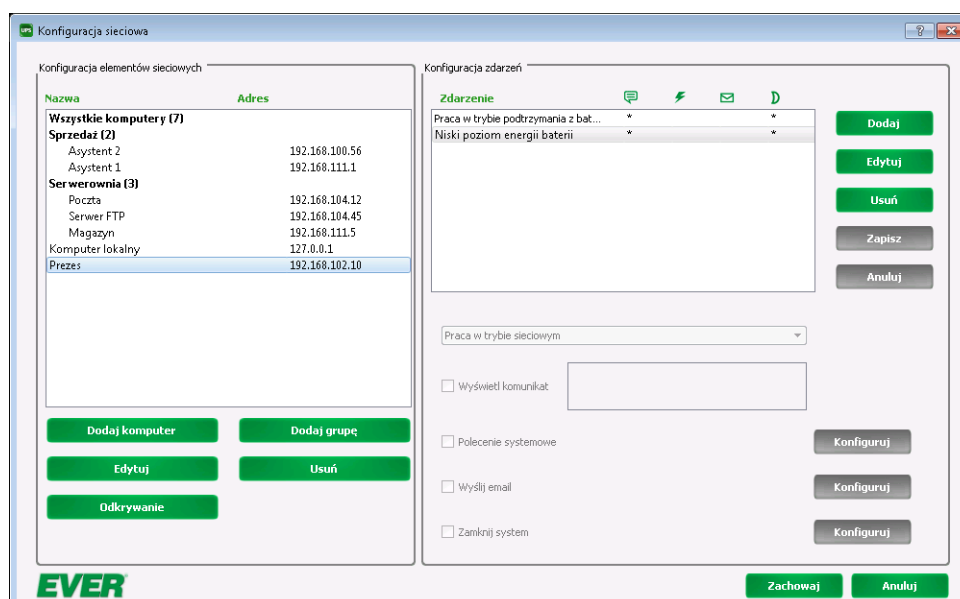 UPS Konfiguracja sieciowa
Konfiguracja elementów sieciowych
Nazwa Adres
Wszystkie komputery (7)
Sprzedaż (2)
Asystent 2 192.168.100.56
Asystent 1 192.168.111.1
Serwerownia (3)
Poczta 192.168.104.12
Serwer FTP 192.168.104.45
Magazyn 192.168.111.5
Komputer lokalny 127.0.0.1
Prezes 192.168.102.10
Dodaj komputer Dodaj grupę
Edytuj Usuń
Odkrywanie
Konfiguracja zdarzeń
Zdarzenie
Praca w trybie podtrzymania z bat... * *
Niski poziom energii baterii * *
Dodaj
Edytuj
Usuń
Zapisz
Anuluj
Praca w trybie sieciowym
Wyświetl komunikat
Polecenie systemowe Konfiguruj
Wyślij email Konfiguruj
Zamknij system Konfiguruj
EVER
Zachowaj Anuluj